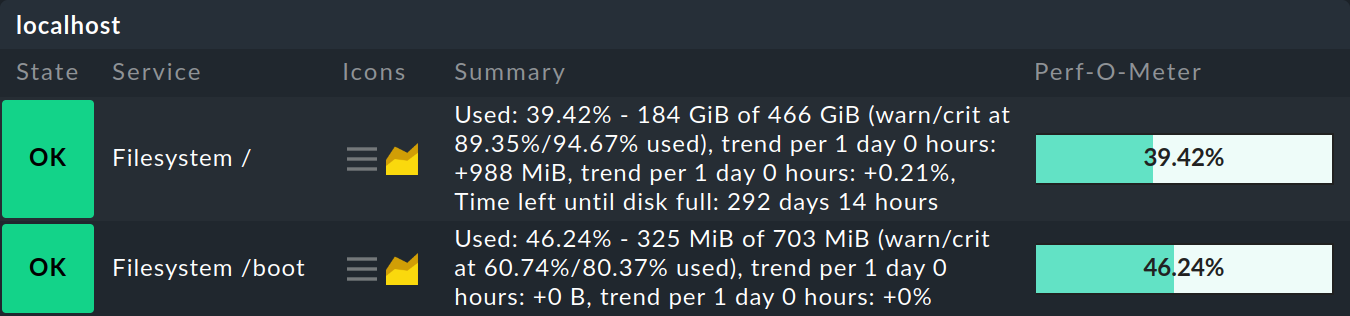 localhost
State Service Icons Summary Perf-O-Meter
OK Filesystem / Used: 39.42% - 184 GiB of 466 GiB (warn/crit at
89.35%/94.67% used), trend per 1 day 0 hours:
+988 MiB, trend per 1 day 0 hours: +0.21%,
Time left until disk full: 292 days 14 hours
39.42%
OK Filesystem /boot Used: 46.24% - 325 MiB of 703 MiB (warn/crit
at 60.74%/80.37% used), trend per 1 day 0
hours: +0 B, trend per 1 day 0 hours: +0%
46.24%